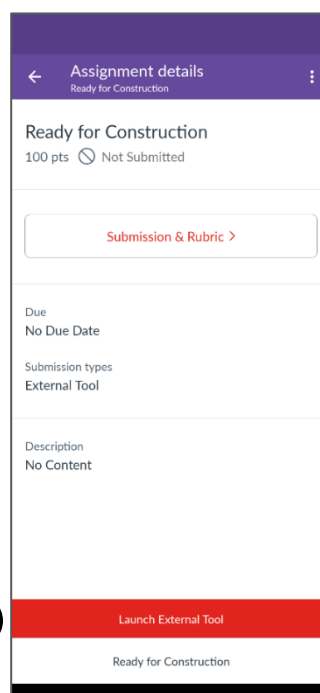 Assignment details
Ready for Construction
Ready for Construction
100 pts Not Submitted
Submission & Rubric >
Due
No Due Date
Submission types
External Tool
Description
No Content
Launch External Tool
Ready for Construction